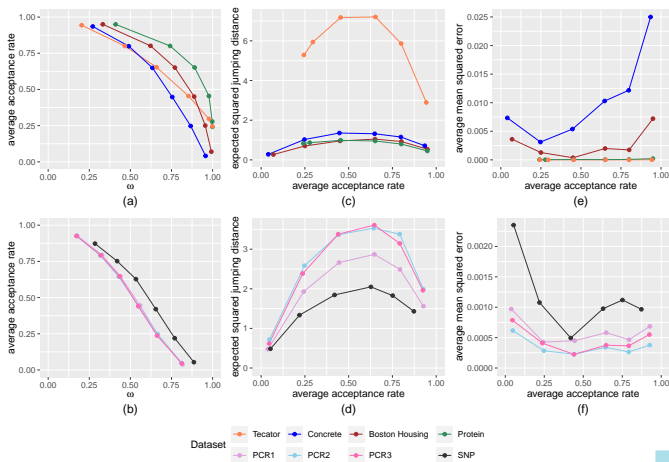 average acceptance rate
1.00
0.75
0.50
0.25
0.00
0.00 0.25 0.50 0.75 1.00
ω
(a)
expected squared jumping distance
6
4
2
0
0.00 0.25 0.50 0.75 1.00
average acceptance rate
(c)
average mean squared error
0.025
0.020
0.015
0.010
0.005
0.000
0.00 0.25 0.50 0.75 1.00
average acceptance rate
(e)
average acceptance rate
1.00
0.75
0.50
0.25
0.00
0.00 0.25 0.50 0.75 1.00
ω
(b)
expected squared jumping distance
3
2
1
0
0.00 0.25 0.50 0.75 1.00
average acceptance rate
(d)
average mean squared error
0.0020
0.0015
0.0010
0.0005
0.0000
0.00 0.25 0.50 0.75 1.00
average acceptance rate
(f)
Dataset
Tecator Concrete Boston Housing Protein
PCR1 PCR2 PCR3 SNP